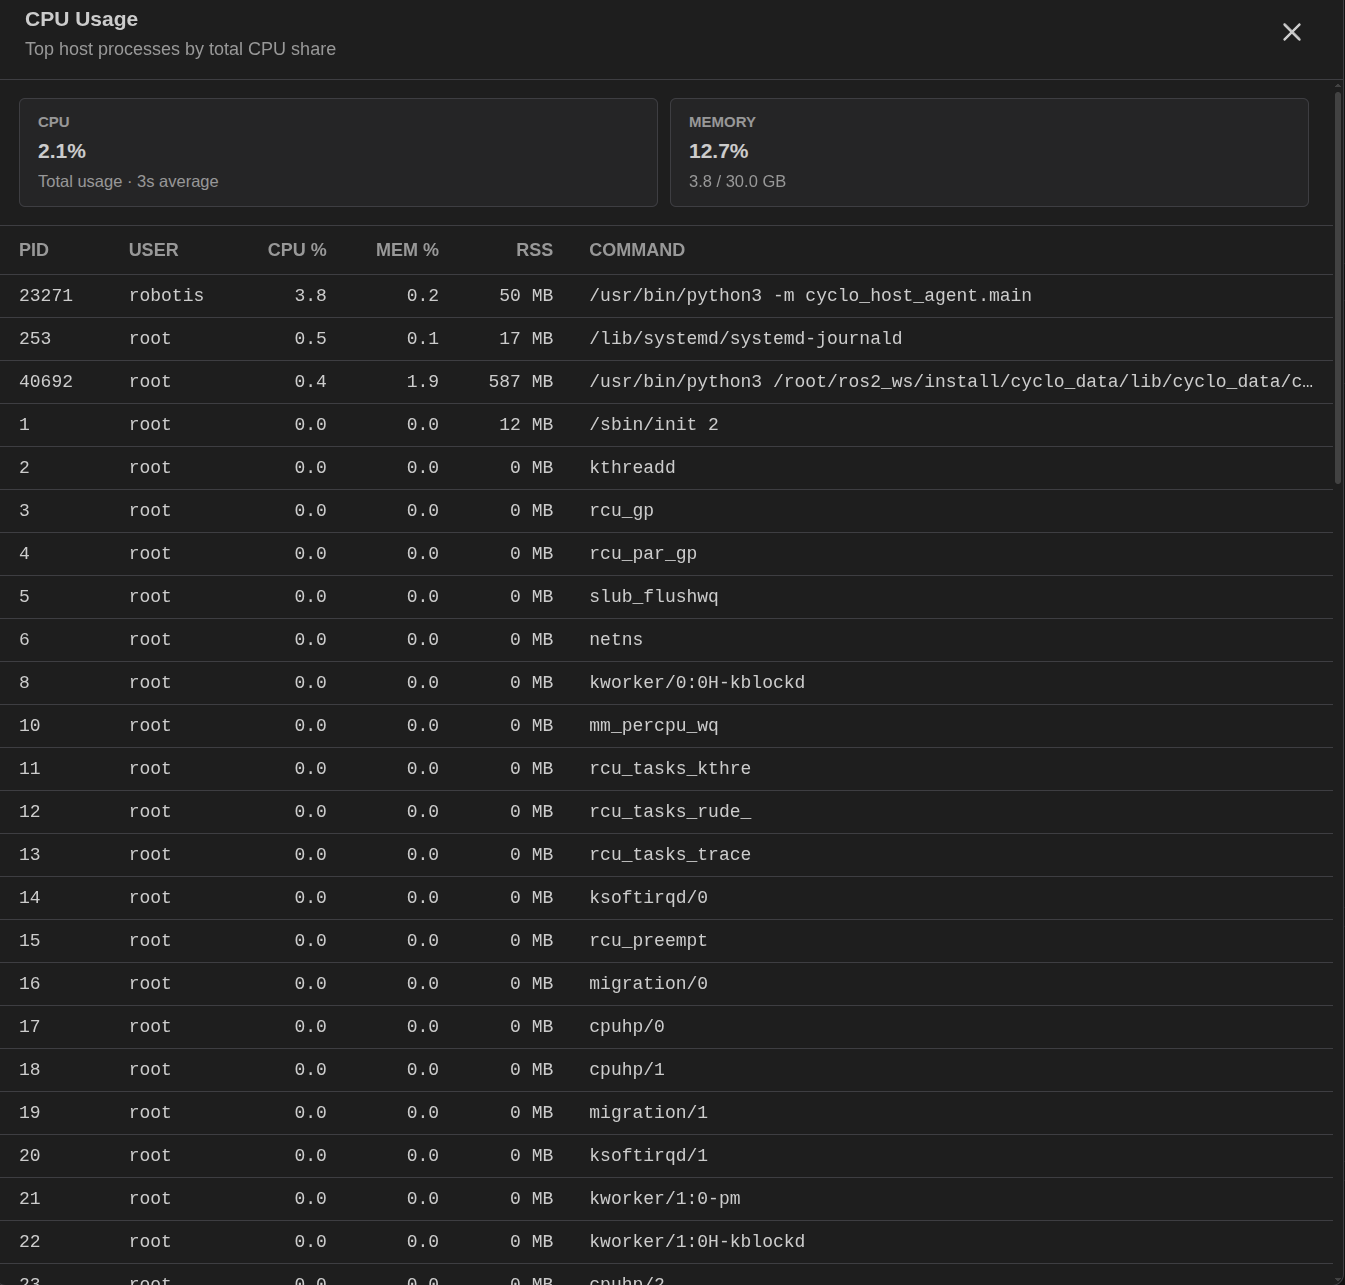 CPU Usage
Top host processes by total CPU share
CPU
2.1%
Total usage · 3s average
MEMORY
12.7%
3.8 / 30.0 GB
PID USER CPU % MEM % RSS COMMAND
23271 robotis 3.8 0.2 50 MB /usr/bin/python3 -m cyclo_host_agent.main
253 root 0.5 0.1 17 MB /lib/systemd/systemd-journald
40692 root 0.4 1.9 587 MB /usr/bin/python3 /root/ros2_ws/install/cyclo_data/lib/cyclo_data/c…
1 root 0.0 0.0 12 MB /sbin/init 2
2 root 0.0 0.0 0 MB kthreadd
3 root 0.0 0.0 0 MB rcu_gp
4 root 0.0 0.0 0 MB rcu_par_gp
5 root 0.0 0.0 0 MB slub_flushwq
6 root 0.0 0.0 0 MB netns
8 root 0.0 0.0 0 MB kworker/0:0H-kblockd
10 root 0.0 0.0 0 MB mm_percpu_wq
11 root 0.0 0.0 0 MB rcu_tasks_kthre
12 root 0.0 0.0 0 MB rcu_tasks_rude_
13 root 0.0 0.0 0 MB rcu_tasks_trace
14 root 0.0 0.0 0 MB ksoftirqd/0
15 root 0.0 0.0 0 MB rcu_preempt
16 root 0.0 0.0 0 MB migration/0
17 root 0.0 0.0 0 MB cpuhp/0
18 root 0.0 0.0 0 MB cpuhp/1
19 root 0.0 0.0 0 MB migration/1
20 root 0.0 0.0 0 MB ksoftirqd/1
21 root 0.0 0.0 0 MB kworker/1:0-pm
22 root 0.0 0.0 0 MB kworker/1:0H-kblockd
23 root 0.0 0.0 0 MB cpuhp/2